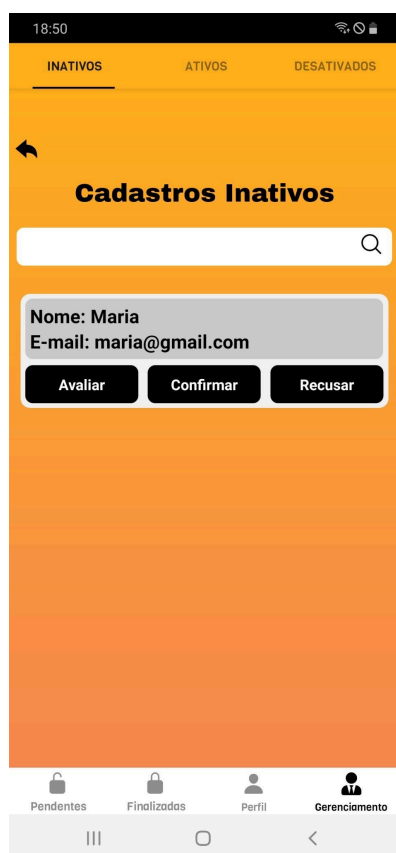 18:50
INATIVOS ATIVOS DESATIVADOS
Cadastros Inativos
Nome: Maria
E-mail: maria@gmail.com
Avaliar Confirmar Recusar
Pendentes Finalizadas Perfil Gerenciamento